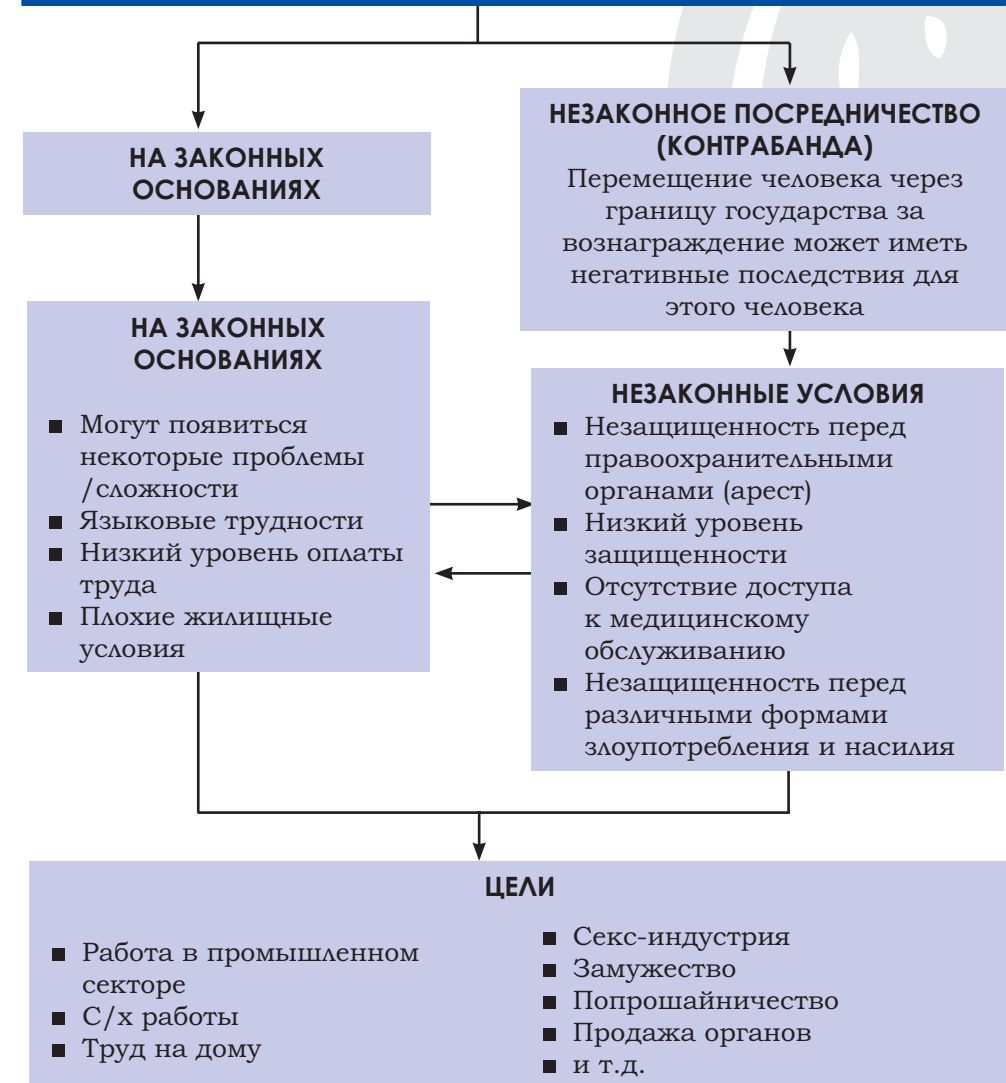 НА ЗАКОННЫХ
ОСНОВАНИЯХ
НЕЗАКОННОЕ ПОСРЕДНИЧЕСТВО
(КОНТРАБАНДА)
Перемещение человека через
границу государства за
вознаграждение может иметь
негативные последствия для
этого человека
НА ЗАКОННЫХ
ОСНОВАНИЯХ
■ Могут появиться
некоторые проблемы
/сложности
■ Языковые трудности
■ Низкий уровень оплаты
труда
■ Плохие жилищные
условия
НЕЗАКОННЫЕ УСЛОВИЯ
■ Незащищенность перед
правоохранительными
органами (арест)
■ Низкий уровень
защищенности
■ Отсутствие доступа
к медицинскому
обслуживанию
■ Незащищенность перед
различными формами
злоупотребления и насилия
ЦЕЛИ
■ Работа в промышленном
секторе
■ С/х работы
■ Труд на дому
■ Секс-индустрия
■ Замужество
■ Попрошайничество
■ Продажа органов
■ и т.д.